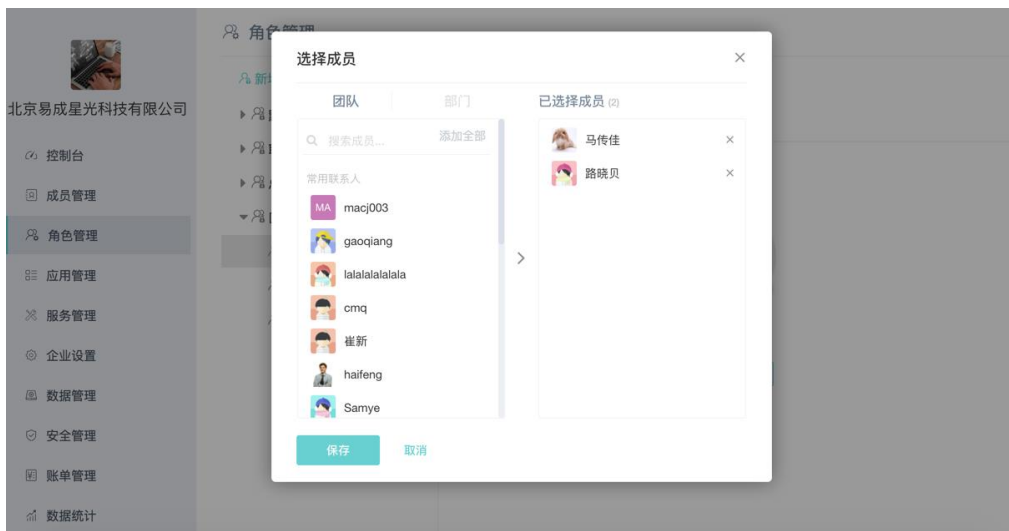 角色管理
北京易成星光科技有限公司
控制台
成员管理
角色管理
应用管理
服务管理
企业设置
数据管理
安全管理
账单管理
数据统计
新增
选择成员
团队
部门
搜索成员...
添加全部
常用联系人
MA
macj003
gaoqiang
lalalalalalala
cmq
崔新
haifeng
Samye
已选择成员 (2)
马传佳
路晓贝
保存
取消